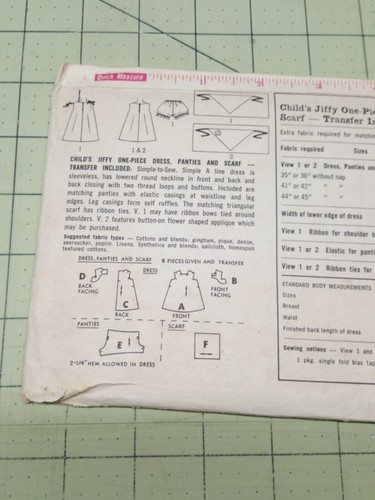 Quick Measure
1
1 & 2
1
1
2
CHILD'S JIFFY ONE-PIECE DRESS, PANTIES AND SCARF —
TRANSFER INCLUDED: Simple-to-Sew. Simple A line dress is
sleeveless, has lowered round neckline in front and back and
back closing with two thread loops and buttons. Included are
matching panties with elastic casings at waistline and leg
edges. Leg casings form self ruffles. The matching triangular
scarf has ribbon ties. V. 1 may have ribbon bows tied around
shoulders. V. 2 features button-on flower shaped applique which
may be purchased.
Suggested fabric types — Cottons and blends; gingham, pique, denim,
seersucker, poplin. Linens. Synthetics and blends; sailcloth, homespun
textured cottons.
DRESS, PANTIES AND SCARF 6 PIECES GIVEN AND TRANSFER
DRESS
D
BACK
FACING
C
BACK
A
FRONT
B
FRONT
FACING
PANTIES
E
SCARF
F
2-1/4" HEM ALLOWED IN DRESS
Child's Jiffy One-Pie
Scarf — Transfer In
Extra fabric required for matching
Fabric required Sizes
View 1 or 2 Dress, Panties an
35" or 36" without nap
41" or 42" " "
44" or 45" " "
Width of lower edge of dress
View 1 Ribbon for shoulder b
View 1 or 2 Elastic for panti
View 1 or 2 Ribbon ties for
STANDARD BODY MEASUREMENTS
Sizes
Breast
Waist
Finished back length of dress
Sewing notions — View 1 and
1 pkg. single fold bias tap